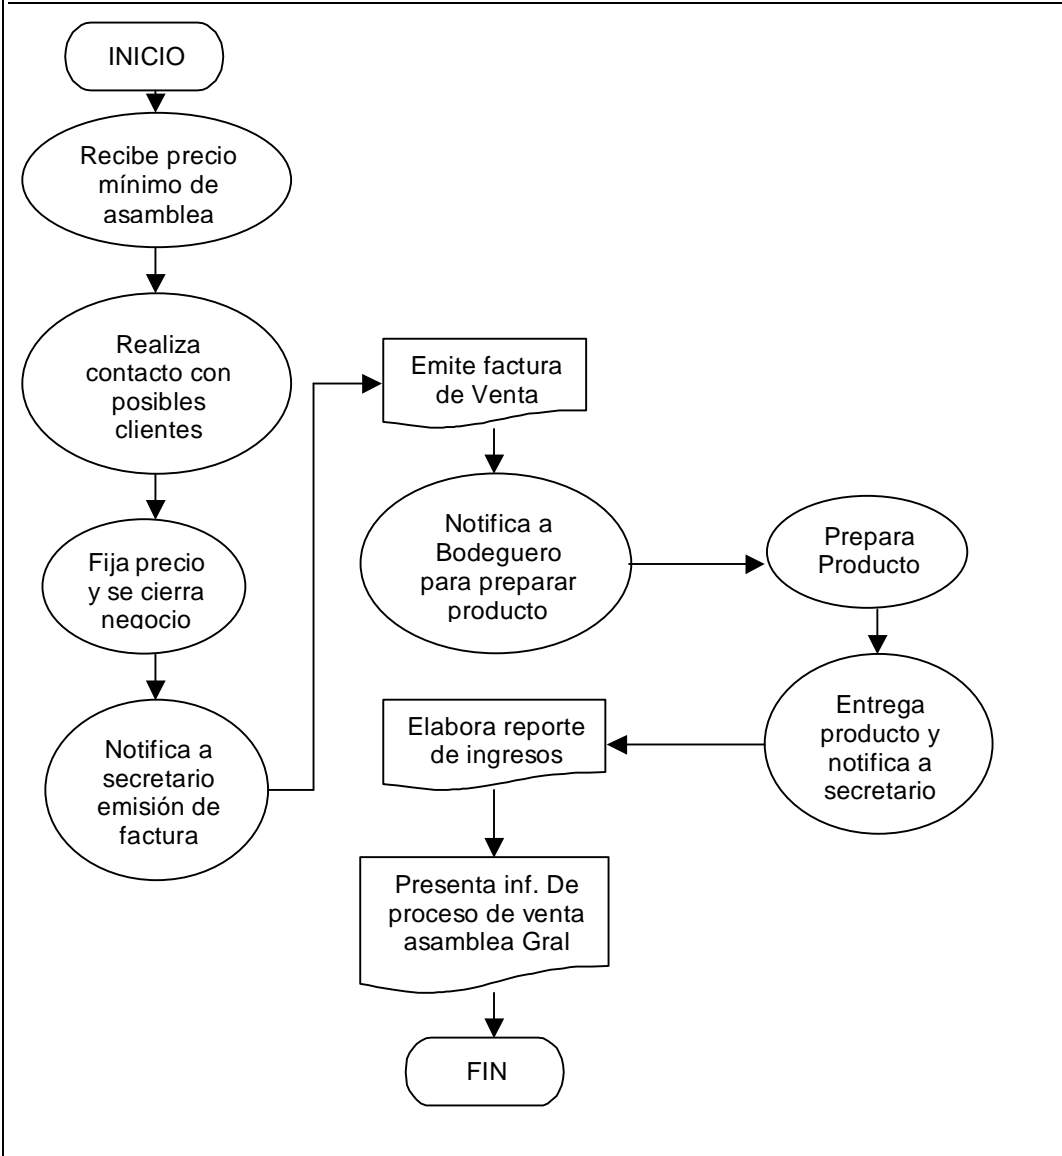 INICIO
Recibe precio
mínimo de
asamblea
Realiza
contacto con
posibles
clientes
Fija precio
y se cierra
negocio
Notifica a
secretario
emisión de
factura
Emite factura
de Venta
Notifica a
Bodeguero
para preparar
producto
Prepara
Producto
Entrega
producto y
notifica a
secretario
Elabora reporte
de ingresos
Presenta inf. De
proceso de venta
asamblea Gral
FIN